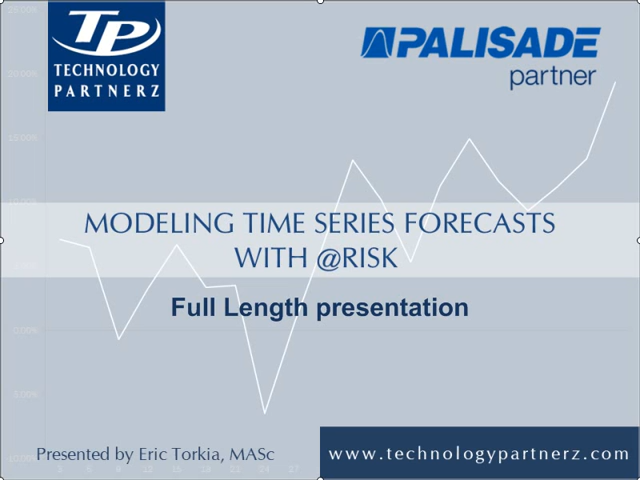 TP
TECHNOLOGY
PARTNERZ
PALISADE
partner
MODELING TIME SERIES FORECASTS
WITH @RISK
Full Length presentation
Presented by Eric Torkia, MASc
www.technologypartnerz.com